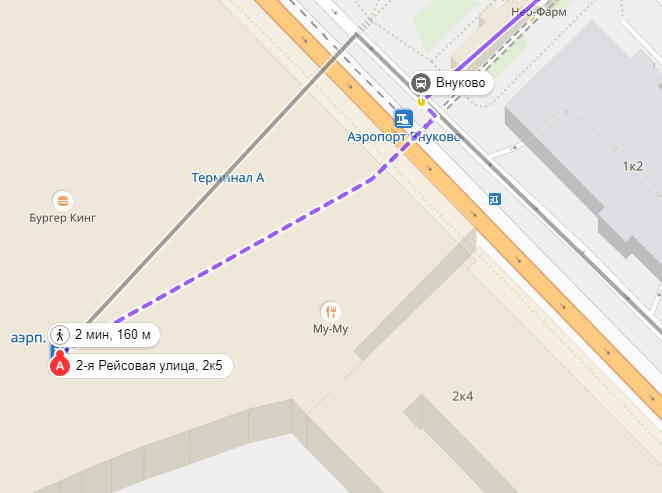 Нео-Фарм
Внуково
Аэропорт Внуково
1к2
Терминал А
Бургер Кинг
Му-Му
аэрп.
2 мин, 160 м
А
2-я Рейсовая улица, 2к5
2к4